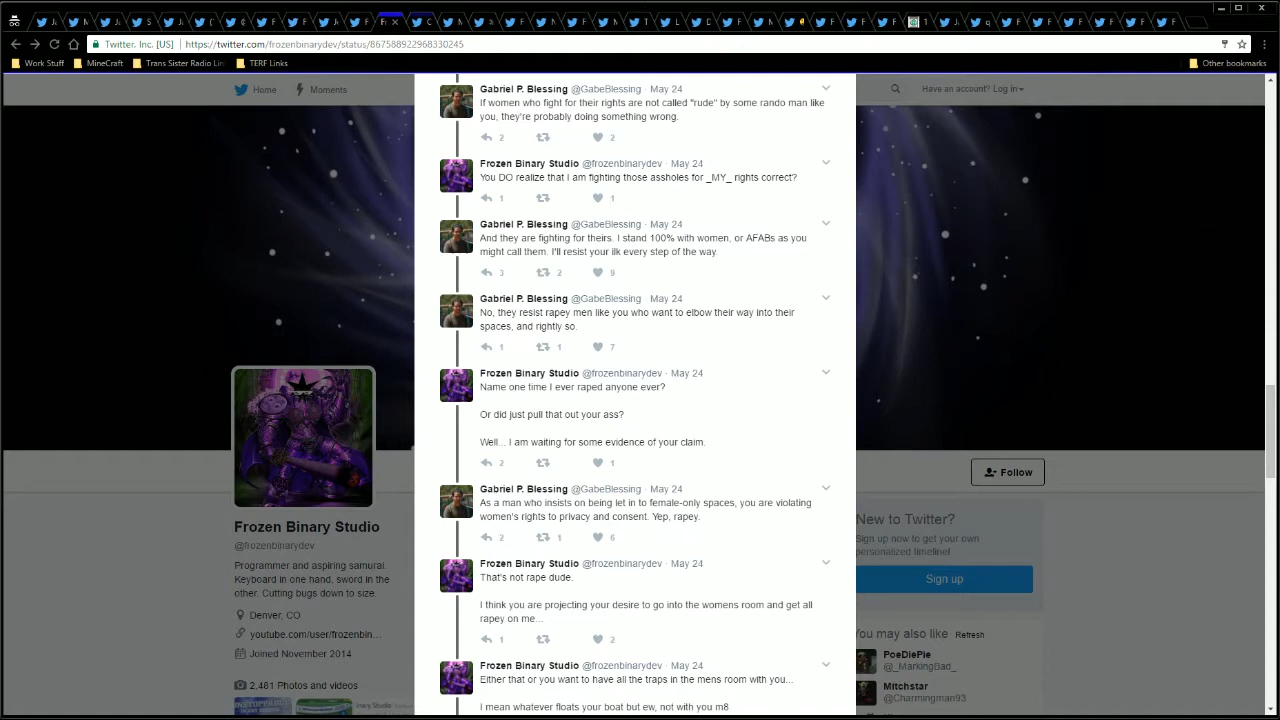 Twitter, Inc. [US]
https://twitter.com/frozenbinarydev/status/867588922968330245
Work Stuff
MineCraft
Trans Sister Radio Lin
TERF Links
Other bookmarks
Home
Moments
Have an account? Log in
Gabriel P. Blessing @GabeBlessing · May 24
If women who fight for their rights are not called "rude" by some rando man like
you, they're probably doing something wrong.
2
2
Frozen Binary Studio @frozenbinarydev · May 24
You DO realize that I am fighting those assholes for _MY_ rights correct?
1
1
Gabriel P. Blessing @GabeBlessing · May 24
And they are fighting for theirs. I stand 100% with women, or AFABs as you
might call them. I'll resist your ilk every step of the way.
3
2
9
Gabriel P. Blessing @GabeBlessing · May 24
No, they resist rapey men like you who want to elbow their way into their
spaces, and rightly so.
1
1
7
Frozen Binary Studio @frozenbinarydev · May 24
Name one time I ever raped anyone ever?
Or did just pull that out your ass?
Well... I am waiting for some evidence of your claim.
2
1
Gabriel P. Blessing @GabeBlessing · May 24
As a man who insists on being let in to female-only spaces, you are violating
women's rights to privacy and consent. Yep, rapey.
2
1
6
Frozen Binary Studio @frozenbinarydev · May 24
That's not rape dude.
I think you are projecting your desire to go into the womens room and get all
rapey on me...
1
2
Frozen Binary Studio @frozenbinarydev · May 24
Either that or you want to have all the traps in the mens room with you...
I mean whatever floats your boat but ew, not with you m8
Frozen Binary Studio
@frozenbinarydev
Programmer and aspiring samurai.
Keyboard in one hand, sword in the
other. Cutting bugs down to size.
Denver, CO
youtube.com/user/frozenbin...
Joined November 2014
2,481 Photos and videos
Follow
New to Twitter?
Sign up now to get your own
personalized timeline!
Sign up
You may also like
Refresh
PoeDiePie
@_MarkingBad_
Mitchstar
@Charmingman93